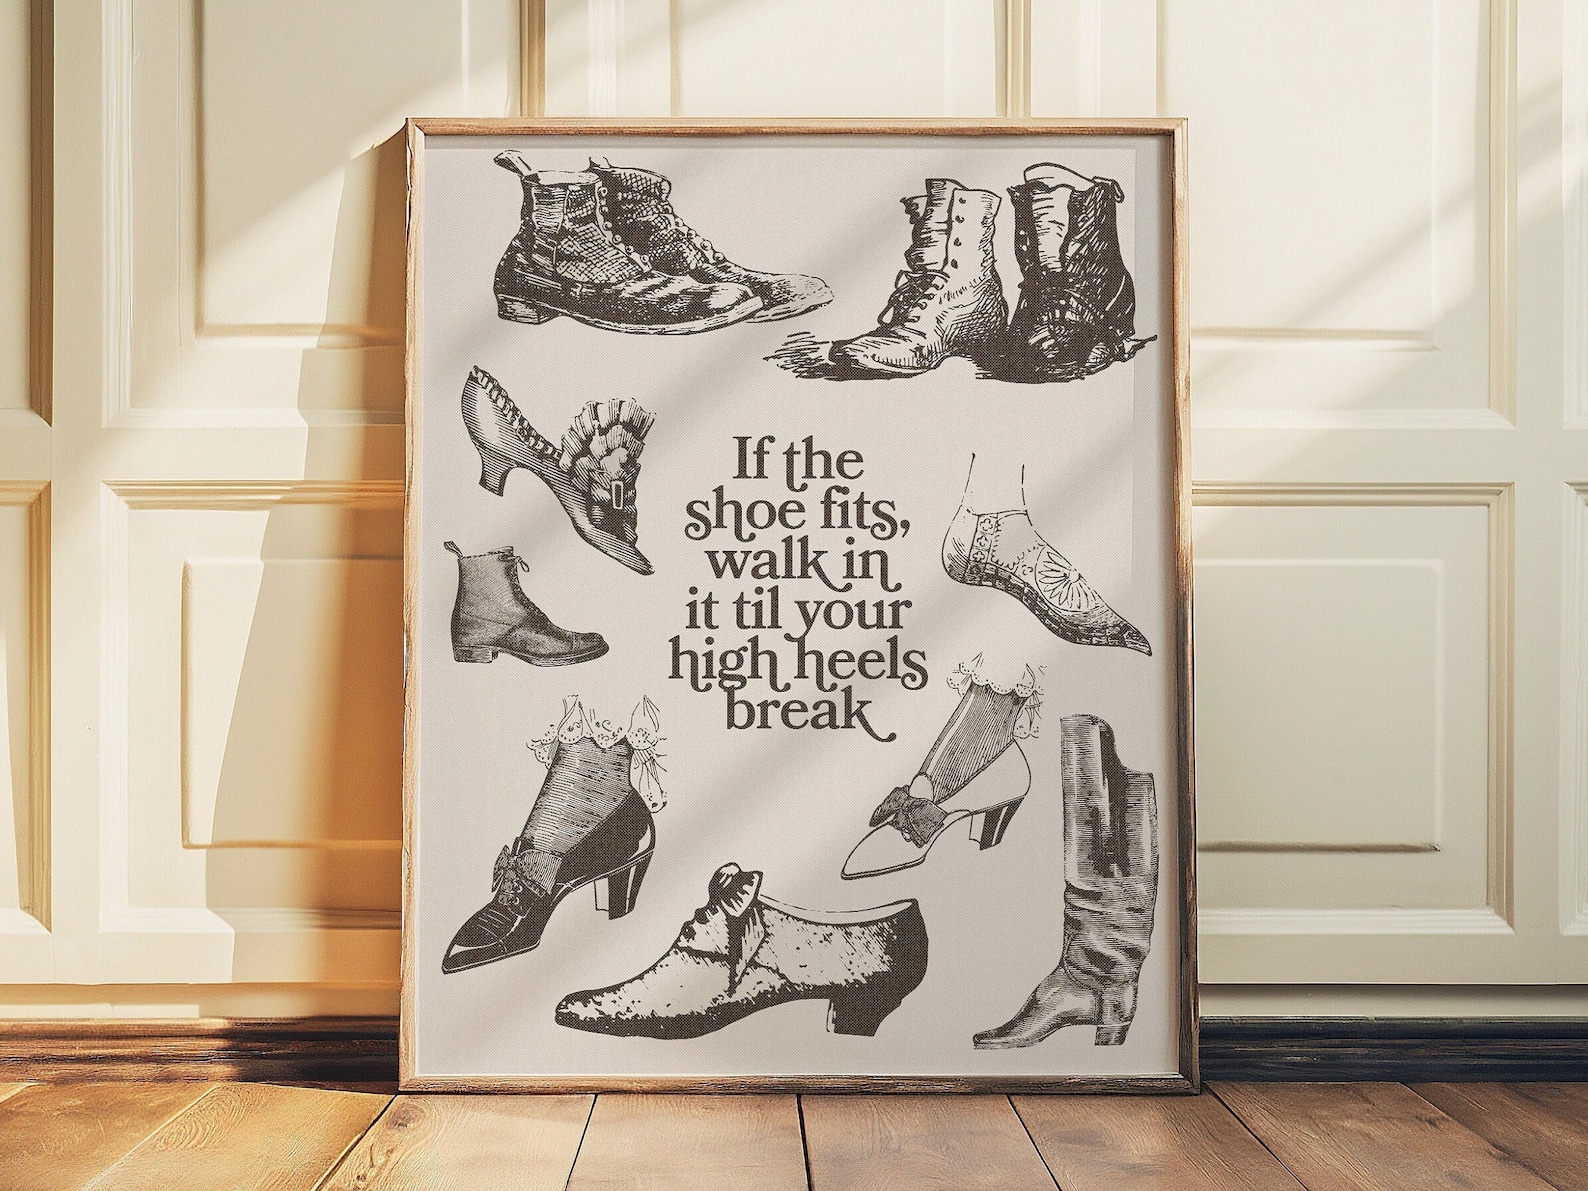 If the
shoe fits,
walk in
it til your
high heels
break